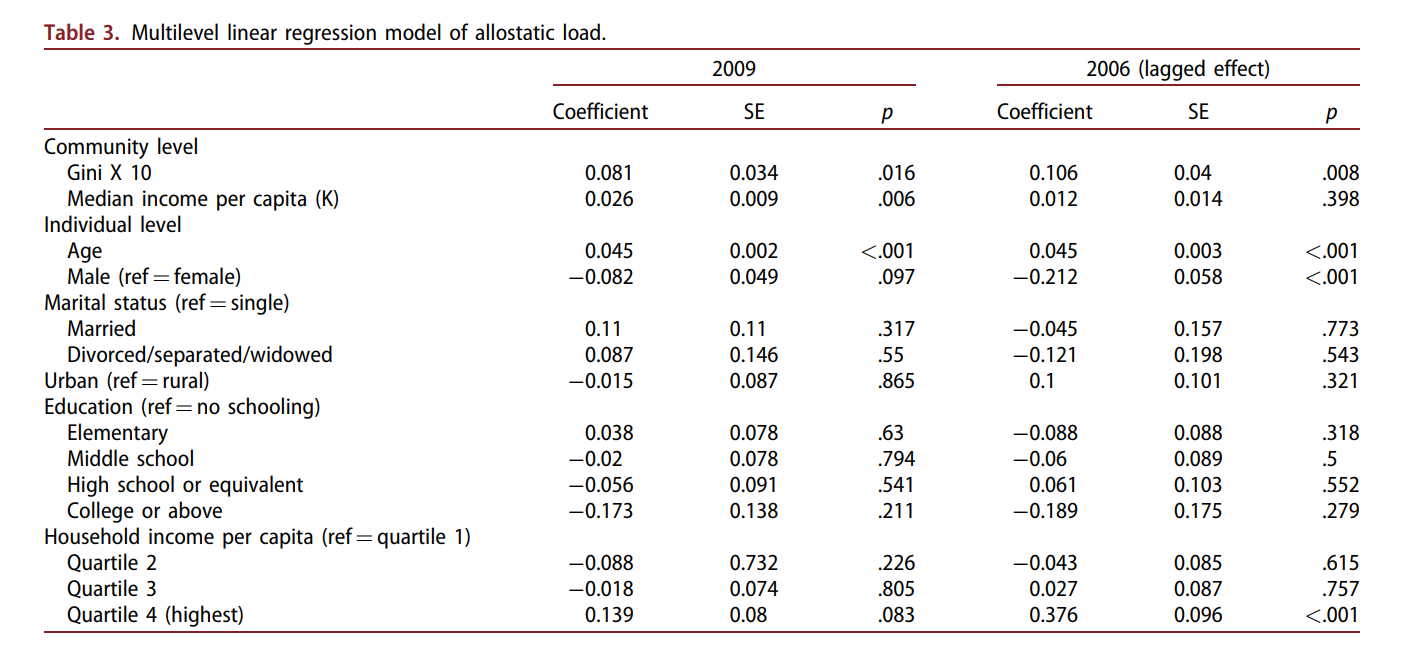 Table 3. Multilevel linear regression model of allostatic load.
2009 2006 (lagged effect)
Coefficient SE p Coefficient SE p
Community level
Gini X 10 0.081 0.034 .016 0.106 0.04 .008
Median income per capita (K) 0.026 0.009 .006 0.012 0.014 .398
Individual level
Age 0.045 0.002 <.001 0.045 0.003 <.001
Male (ref = female) −0.082 0.049 .097 −0.212 0.058 <.001
Marital status (ref = single)
Married 0.11 0.11 .317 −0.045 0.157 .773
Divorced/separated/widowed 0.087 0.146 .55 −0.121 0.198 .543
Urban (ref = rural) −0.015 0.087 .865 0.1 0.101 .321
Education (ref = no schooling)
Elementary 0.038 0.078 .63 −0.088 0.088 .318
Middle school −0.02 0.078 .794 −0.06 0.089 .5
High school or equivalent −0.056 0.091 .541 0.061 0.103 .552
College or above −0.173 0.138 .211 −0.189 0.175 .279
Household income per capita (ref = quartile 1)
Quartile 2 −0.088 0.732 .226 −0.043 0.085 .615
Quartile 3 −0.018 0.074 .805 0.027 0.087 .757
Quartile 4 (highest) 0.139 0.08 .083 0.376 0.096 <.001